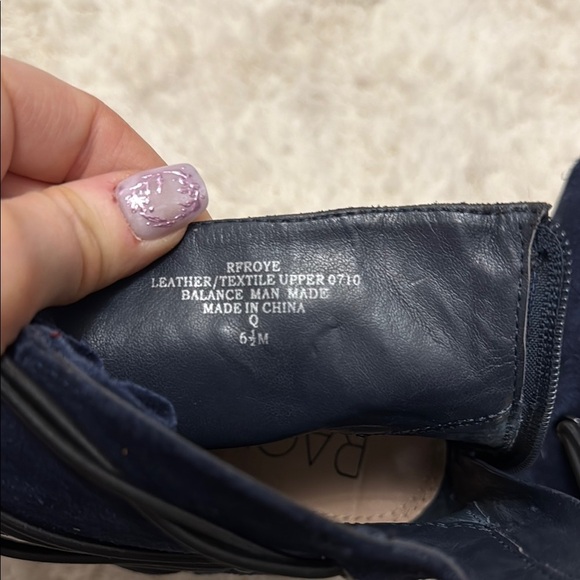 RFROYE
LEATHER/TEXTILE UPPER 0710
BALANCE MAN MADE
MADE IN CHINA
Q
6½M